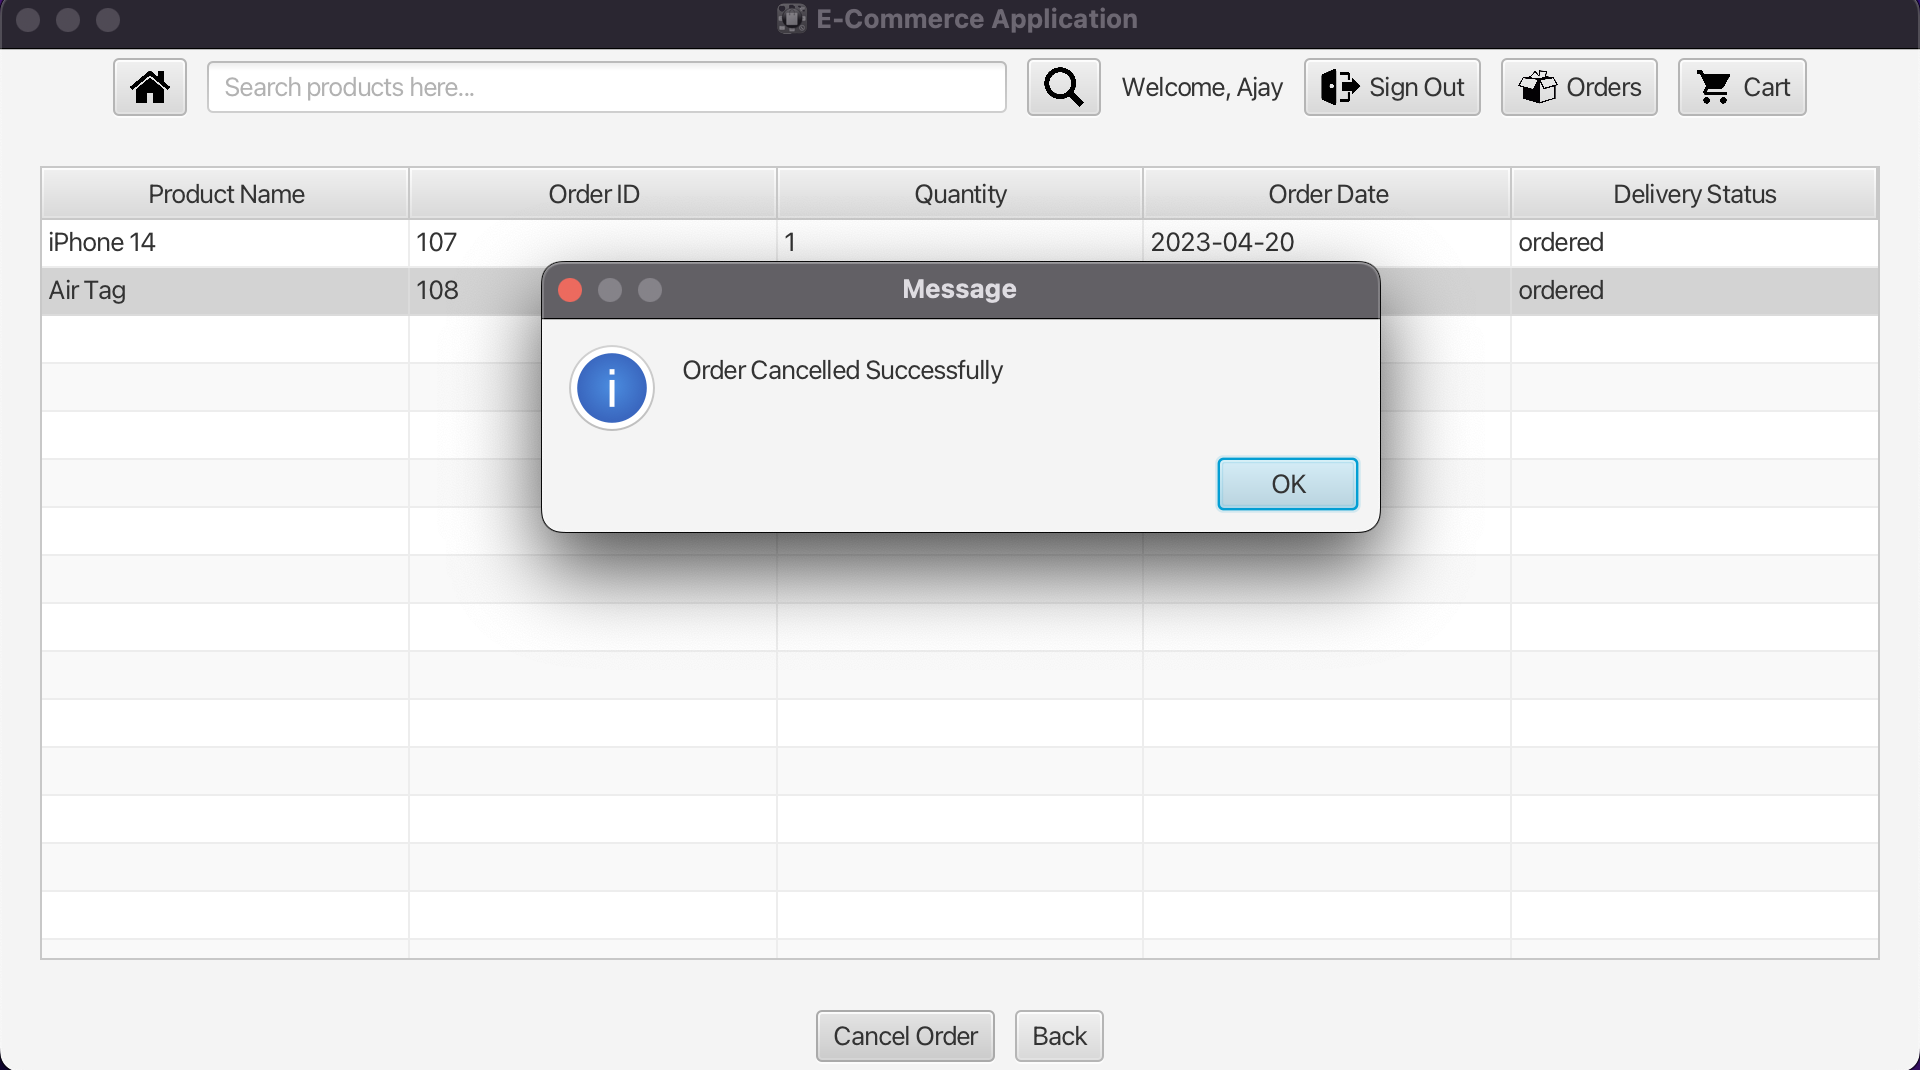 E-Commerce Application
Search products here...
Welcome, Ajay
Sign Out
Orders
Cart
Product Name Order ID Quantity Order Date Delivery Status
iPhone 14 107 1 2023-04-20 ordered
Air Tag 108 ordered
Message
i
Order Cancelled Successfully
OK
Cancel Order
Back